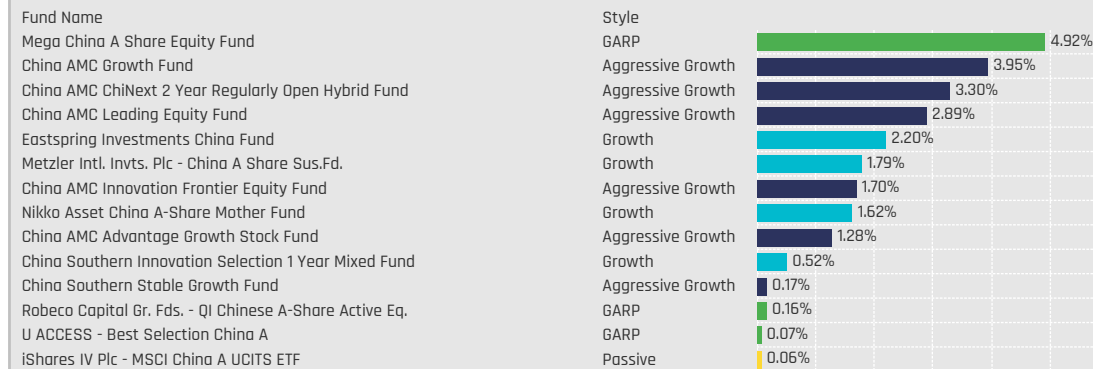 Fund Name Style
Mega China A Share Equity Fund GARP 4.92%
China AMC Growth Fund Aggressive Growth 3.95%
China AMC ChiNext 2 Year Regularly Open Hybrid Fund Aggressive Growth 3.30%
China AMC Leading Equity Fund Aggressive Growth 2.89%
Eastspring Investments China Fund Growth 2.20%
Metzler Intl. Invts. Plc - China A Share Sus.Fd. Growth 1.79%
China AMC Innovation Frontier Equity Fund Aggressive Growth 1.70%
Nikko Asset China A-Share Mother Fund Growth 1.62%
China AMC Advantage Growth Stock Fund Aggressive Growth 1.28%
China Southern Innovation Selection 1 Year Mixed Fund Growth 0.52%
China Southern Stable Growth Fund Aggressive Growth 0.17%
Robeco Capital Gr. Fds. - QI Chinese A-Share Active Eq. GARP 0.16%
U ACCESS - Best Selection China A GARP 0.07%
iShares IV Plc - MSCI China A UCITS ETF Passive 0.06%